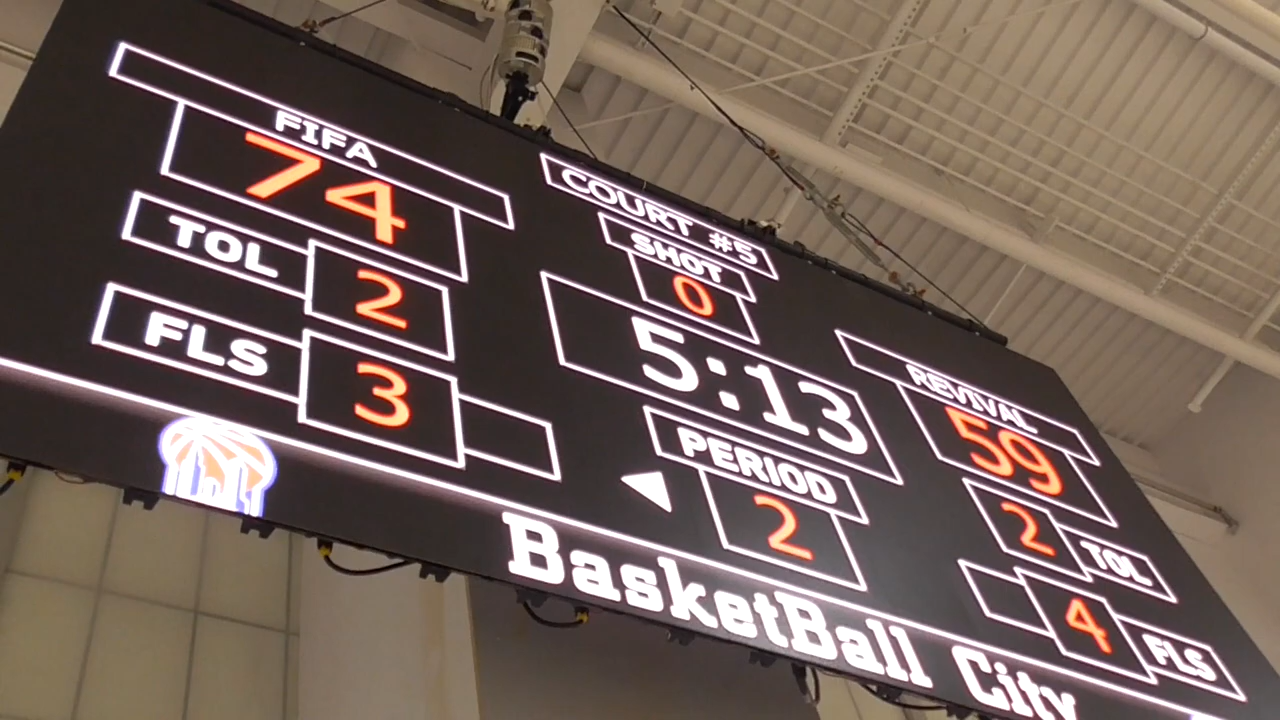 FIFA
74
TOL 2
FLS 3
COURT #5
SHOT
0
5:13
PERIOD
2
REVIVAL
59
2 TOL
4 FLS
BasketBall City